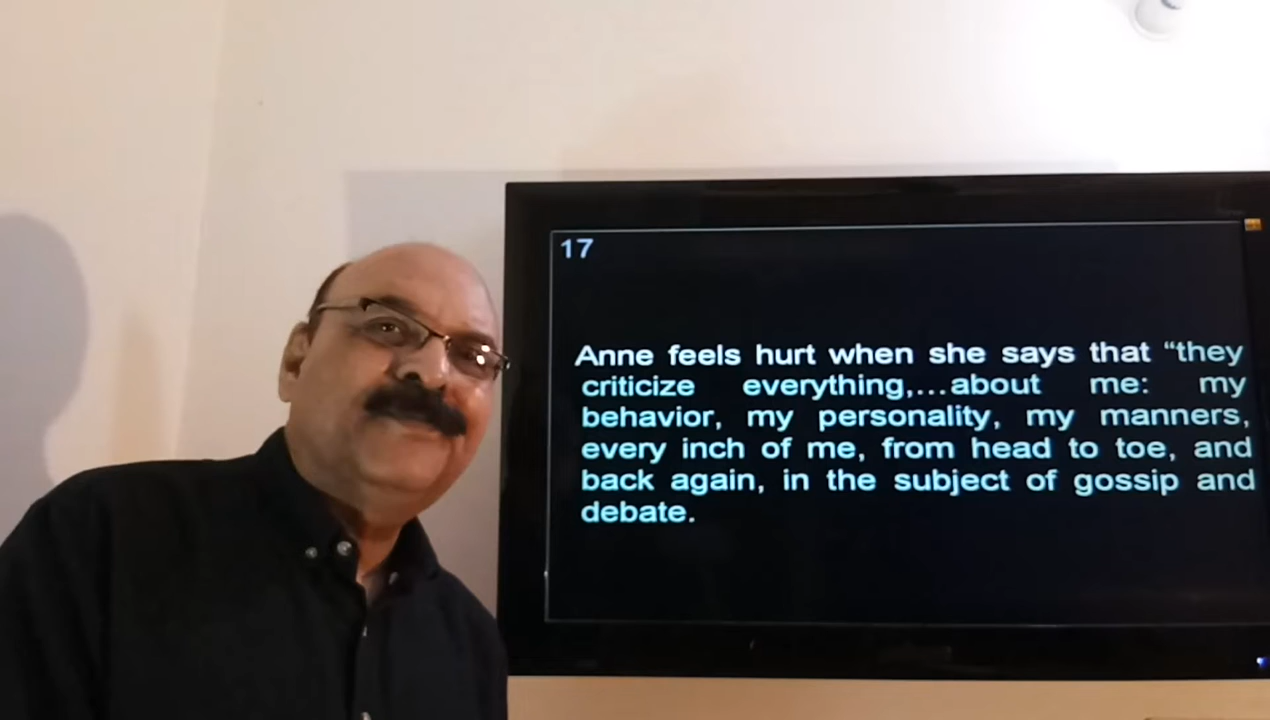 17
Anne feels hurt when she says that “they
criticize everything,...about me: my
behavior, my personality, my manners,
every inch of me, from head to toe, and
back again, in the subject of gossip and
debate.